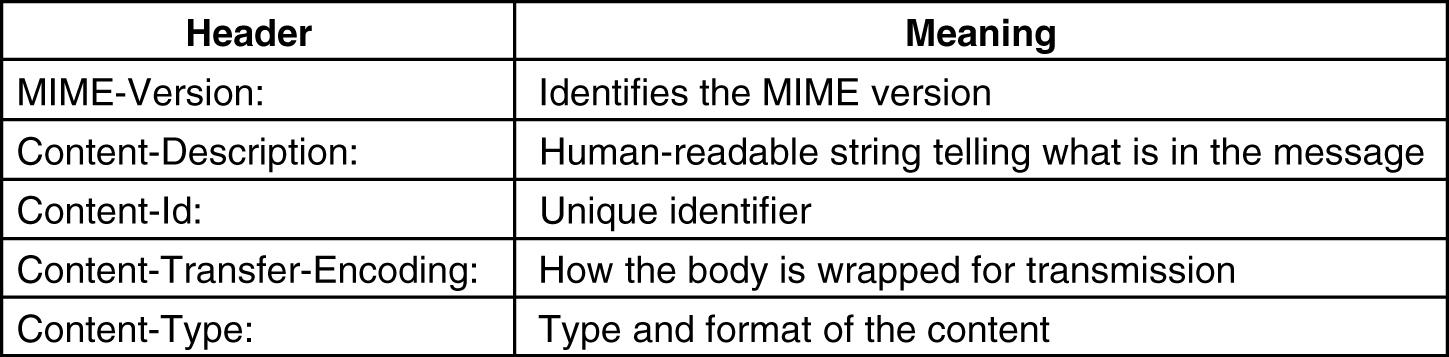 Header Meaning
MIME-Version: Identifies the MIME version
Content-Description: Human-readable string telling what is in the message
Content-Id: Unique identifier
Content-Transfer-Encoding: How the body is wrapped for transmission
Content-Type: Type and format of the content